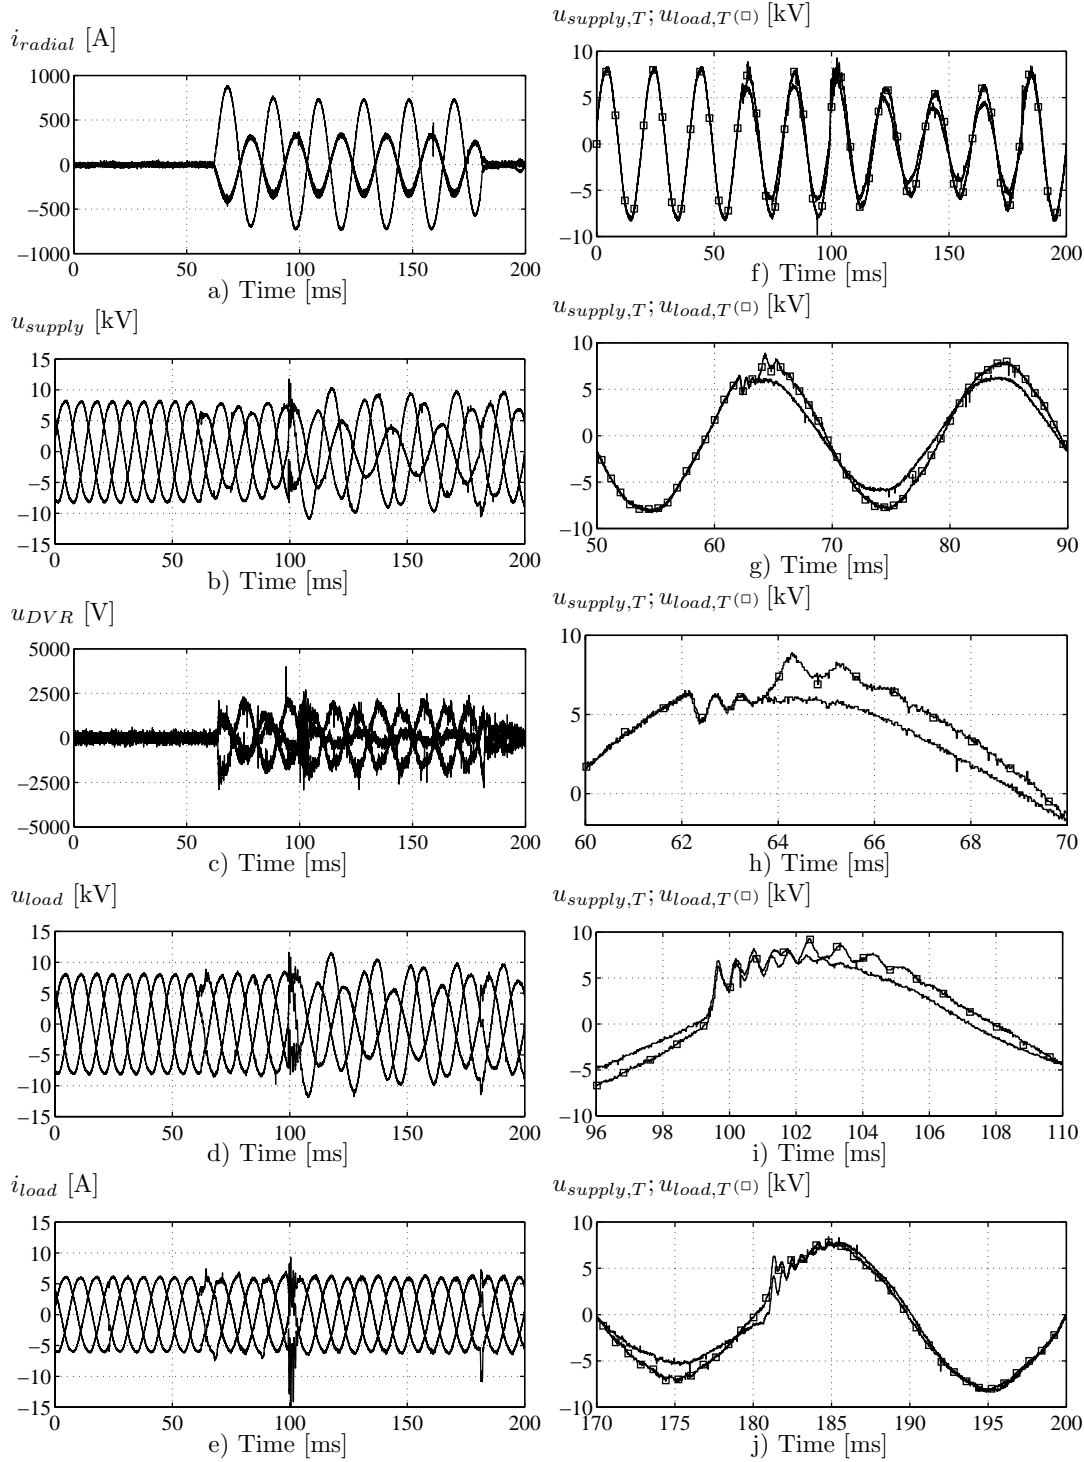 i_radial [A]
1000
500
0
−500
−1000
0 50 100 150 200
a) Time [ms]
u_supply [kV]
15
10
5
0
−5
−10
−15
0 50 100 150 200
b) Time [ms]
u_DVR [V]
5000
2500
0
−2500
−5000
0 50 100 150 200
c) Time [ms]
u_load [kV]
15
10
5
0
−5
−10
−15
0 50 100 150 200
d) Time [ms]
i_load [A]
15
10
5
0
−5
−10
−15
0 50 100 150 200
e) Time [ms]
u_supply,T; u_load,T(□) [kV]
10
5
0
−5
−10
0 50 100 150 200
f) Time [ms]
u_supply,T; u_load,T(□) [kV]
10
5
0
−5
−10
50 60 70 80 90
g) Time [ms]
u_supply,T; u_load,T(□) [kV]
10
5
0
60 62 64 66 68 70
h) Time [ms]
u_supply,T; u_load,T(□) [kV]
10
5
0
−5
−10
96 98 100 102 104 106 108 110
i) Time [ms]
u_supply,T; u_load,T(□) [kV]
10
5
0
−5
−10
170 175 180 185 190 195 200
j) Time [ms]